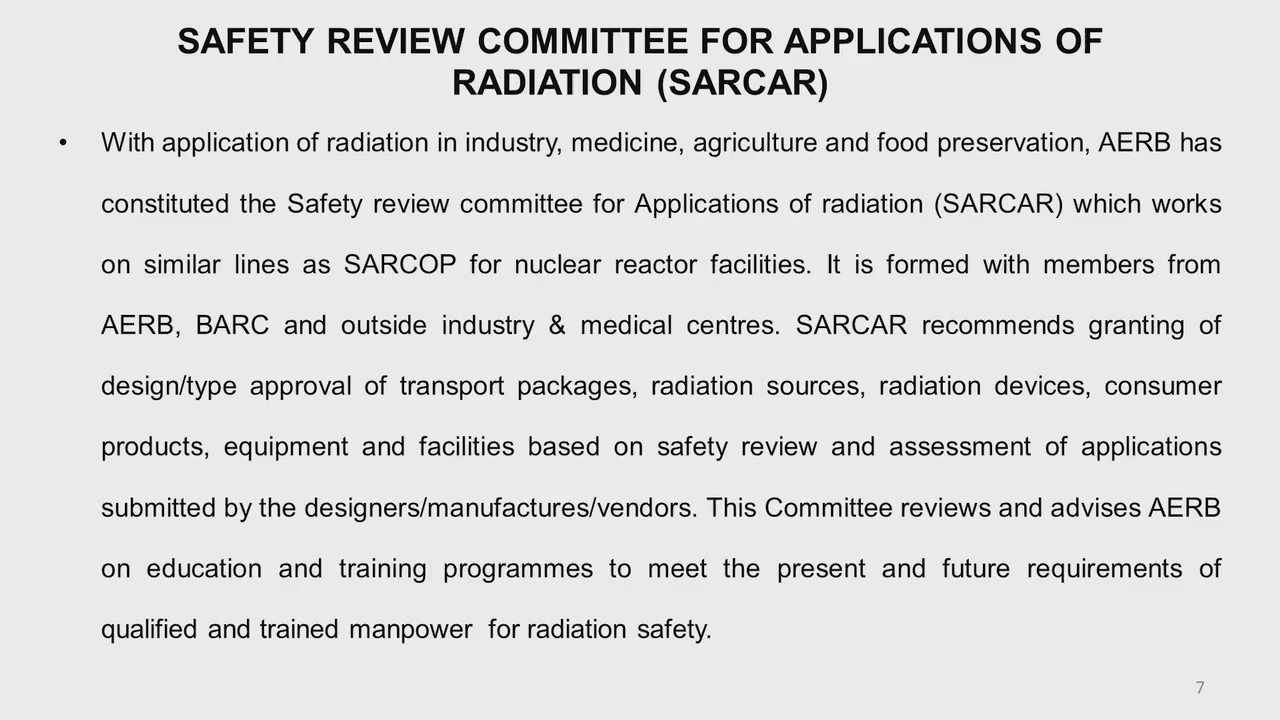 SAFETY REVIEW COMMITTEE FOR APPLICATIONS OF
RADIATION (SARCAR)
• With application of radiation in industry, medicine, agriculture and food preservation, AERB has
constituted the Safety review committee for Applications of radiation (SARCAR) which works
on similar lines as SARCOP for nuclear reactor facilities. It is formed with members from
AERB, BARC and outside industry & medical centres. SARCAR recommends granting of
design/type approval of transport packages, radiation sources, radiation devices, consumer
products, equipment and facilities based on safety review and assessment of applications
submitted by the designers/manufactures/vendors. This Committee reviews and advises AERB
on education and training programmes to meet the present and future requirements of
qualified and trained manpower for radiation safety.
7